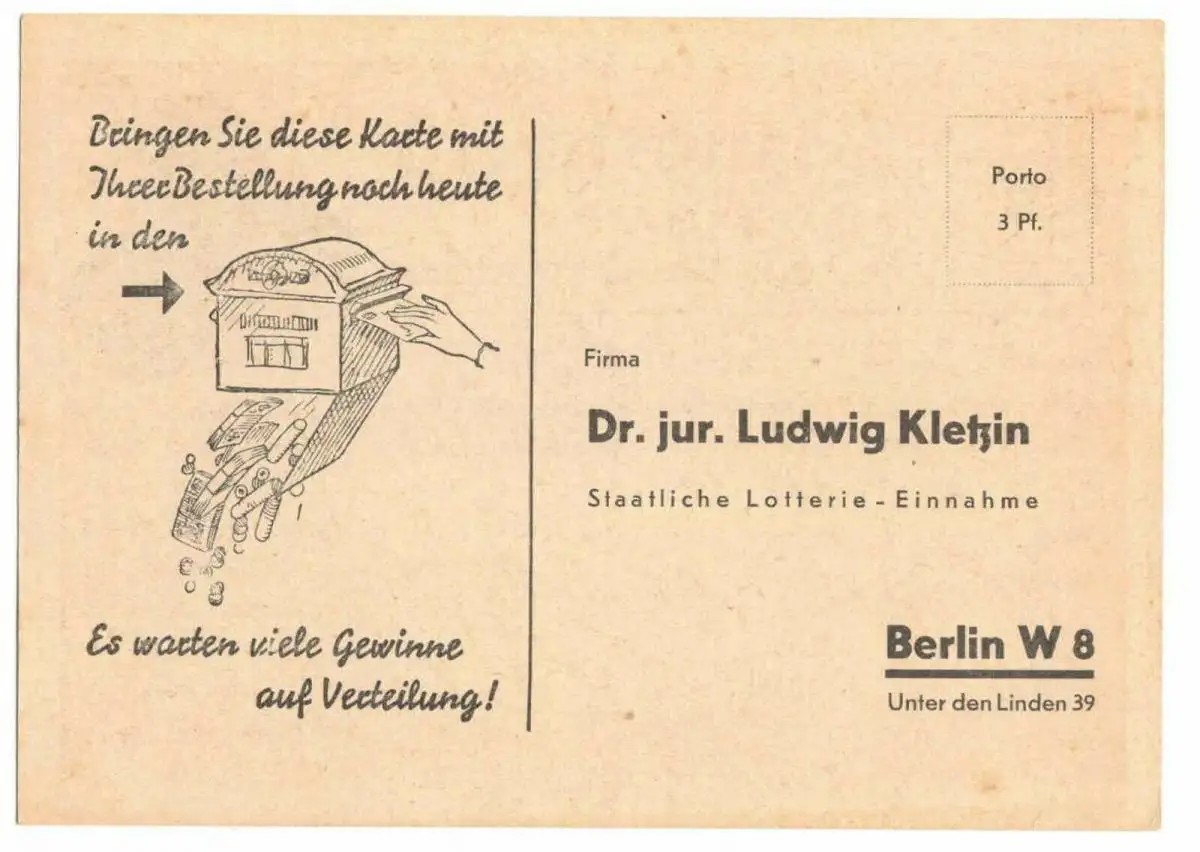 Bringen Sie diese Karte mit
Ihrer Bestellung noch heute
in den
Es warten viele Gewinne
auf Verteilung!
Porto
3 Pf.
Firma
Dr. jur. Ludwig Kletzin
Staatliche Lotterie - Einnahme
Berlin W 8
Unter den Linden 39